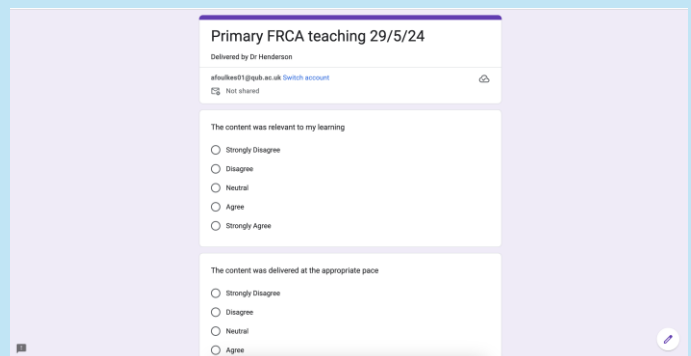 Primary FRCA teaching 29/5/24
Delivered by Dr Henderson
afoulkes01@qub.ac.uk Switch account
Not shared
The content was relevant to my learning
Strongly Disagree
Disagree
Neutral
Agree
Strongly Agree
The content was delivered at the appropriate pace
Strongly Disagree
Disagree
Neutral
Agree